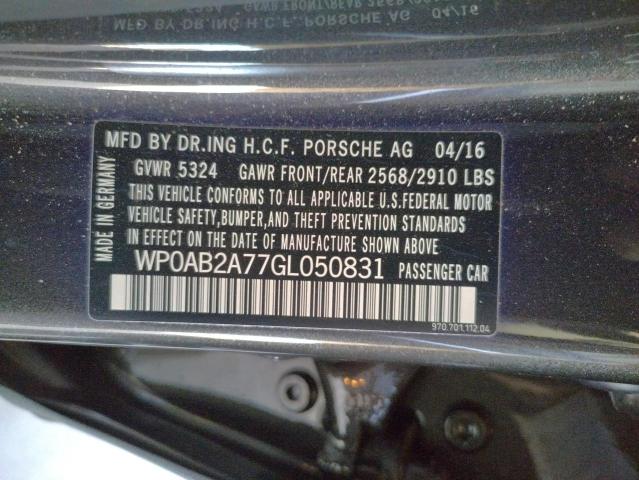 MFD BY DR.ING H.C.F. PORSCHE AG 04/16
GVWR 5324 GAWR FRONT/REAR 2568/2910 LBS
THIS VEHICLE CONFORMS TO ALL APPLICABLE U.S.FEDERAL MOTOR
VEHICLE SAFETY,BUMPER,AND THEFT PREVENTION STANDARDS
IN EFFECT ON THE DATE OF MANUFACTURE SHOWN ABOVE
WP0AB2A77GL050831 PASSENGER CAR
MADE IN GERMANY
970.701.112.04